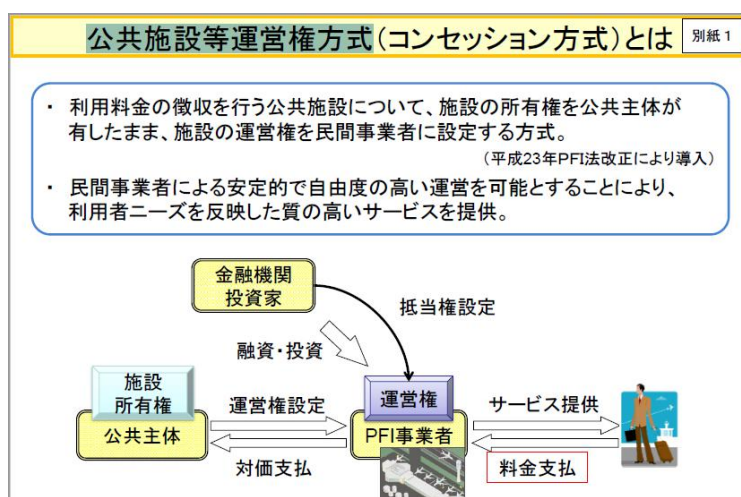 公共施設等運営権方式(コンセッション方式)とは
別紙1
・ 利用料金の徴収を行う公共施設について、施設の所有権を公共主体が
有したまま、施設の運営権を民間事業者に設定する方式。
(平成23年PFI法改正により導入)
・ 民間事業者による安定的で自由度の高い運営を可能とすることにより、
利用者ニーズを反映した質の高いサービスを提供。
金融機関
投資家
抵当権設定
融資・投資
施設
所有権
公共主体
運営権設定
対価支払
運営権
PFI事業者
サービス提供
料金支払